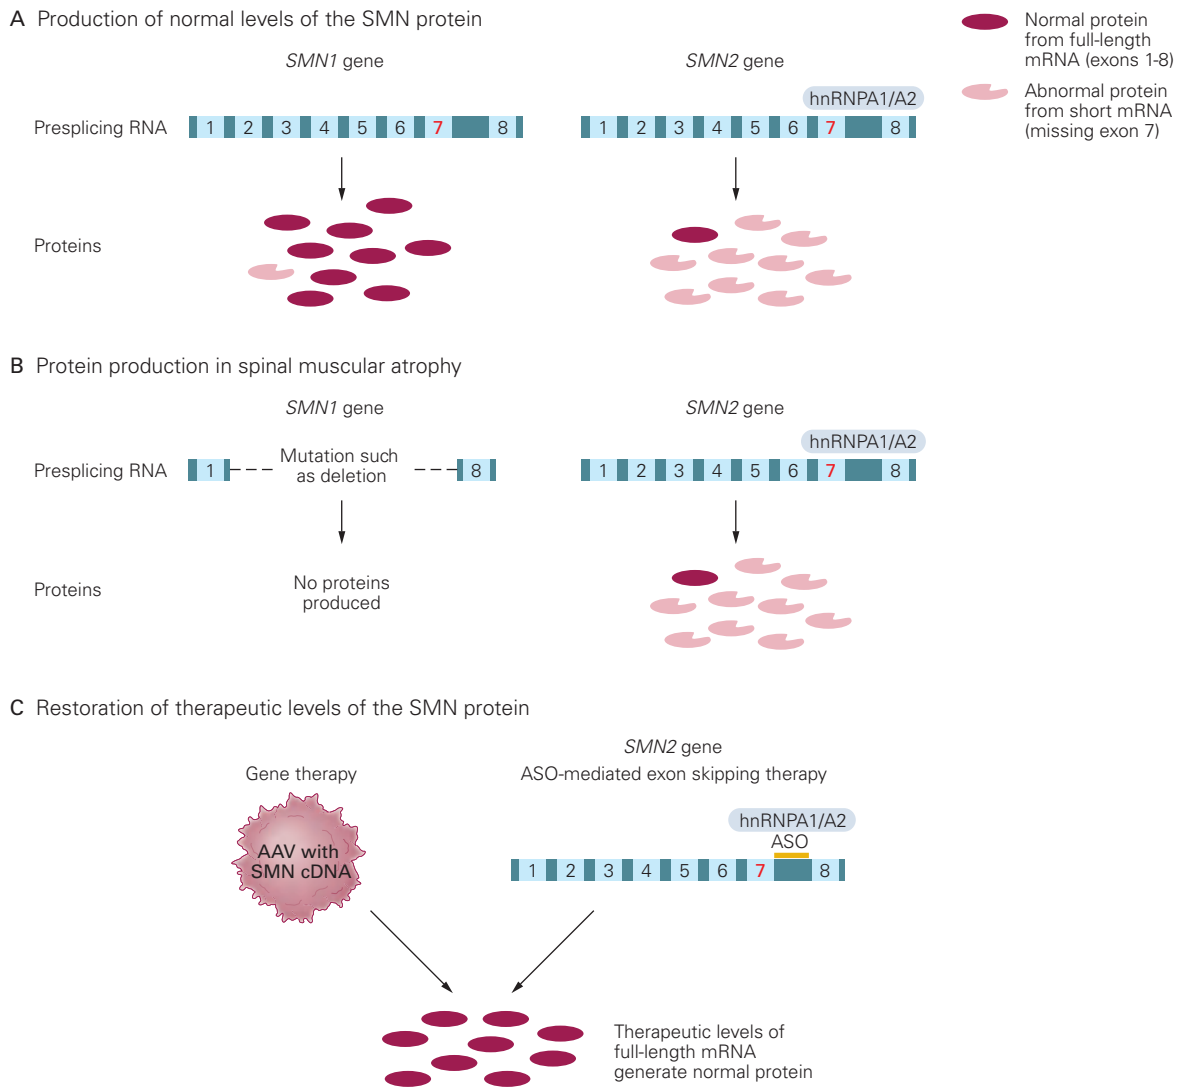 A Production of normal levels of the SMN protein
Normal protein
from full-length
mRNA (exons 1-8)
Abnormal protein
from short mRNA
(missing exon 7)
SMN1 gene
SMN2 gene
hnRNPA1/A2
Presplicing RNA
1 2 3 4 5 6 7 8
1 2 3 4 5 6 7 8
Proteins
B Protein production in spinal muscular atrophy
SMN1 gene
SMN2 gene
hnRNPA1/A2
Presplicing RNA
1
Mutation such
as deletion
8
1 2 3 4 5 6 7 8
Proteins
No proteins
produced
C Restoration of therapeutic levels of the SMN protein
Gene therapy
AAV with
SMN cDNA
SMN2 gene
ASO-mediated exon skipping therapy
hnRNPA1/A2
ASO
1 2 3 4 5 6 7 8
Therapeutic levels of
full-length mRNA
generate normal protein